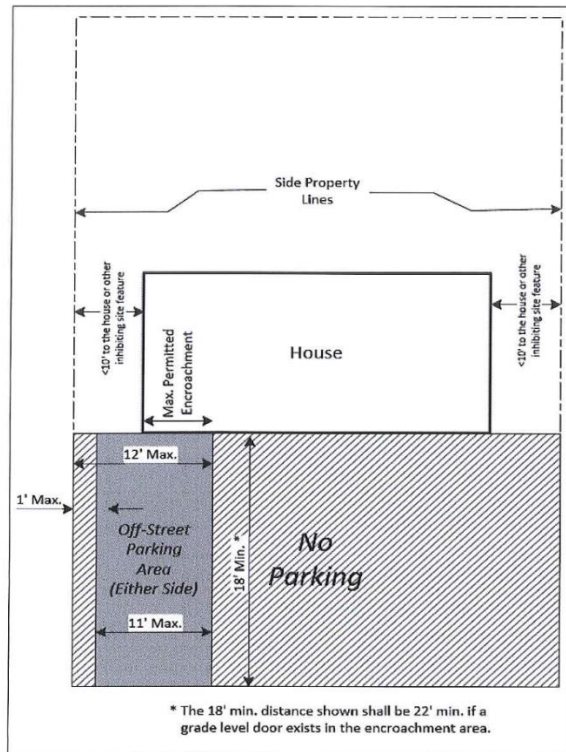 Side Property
Lines
<10' to the house or other
inhibiting site feature
<10' to the house or other
inhibiting site feature
House
Max. Permitted
Encroachment
12' Max.
1' Max.
Off-Street
Parking
Area
(Either Side)
18' Min. *
No
Parking
11' Max.
* The 18' min. distance shown shall be 22' min. if a
grade level door exists in the encroachment area.